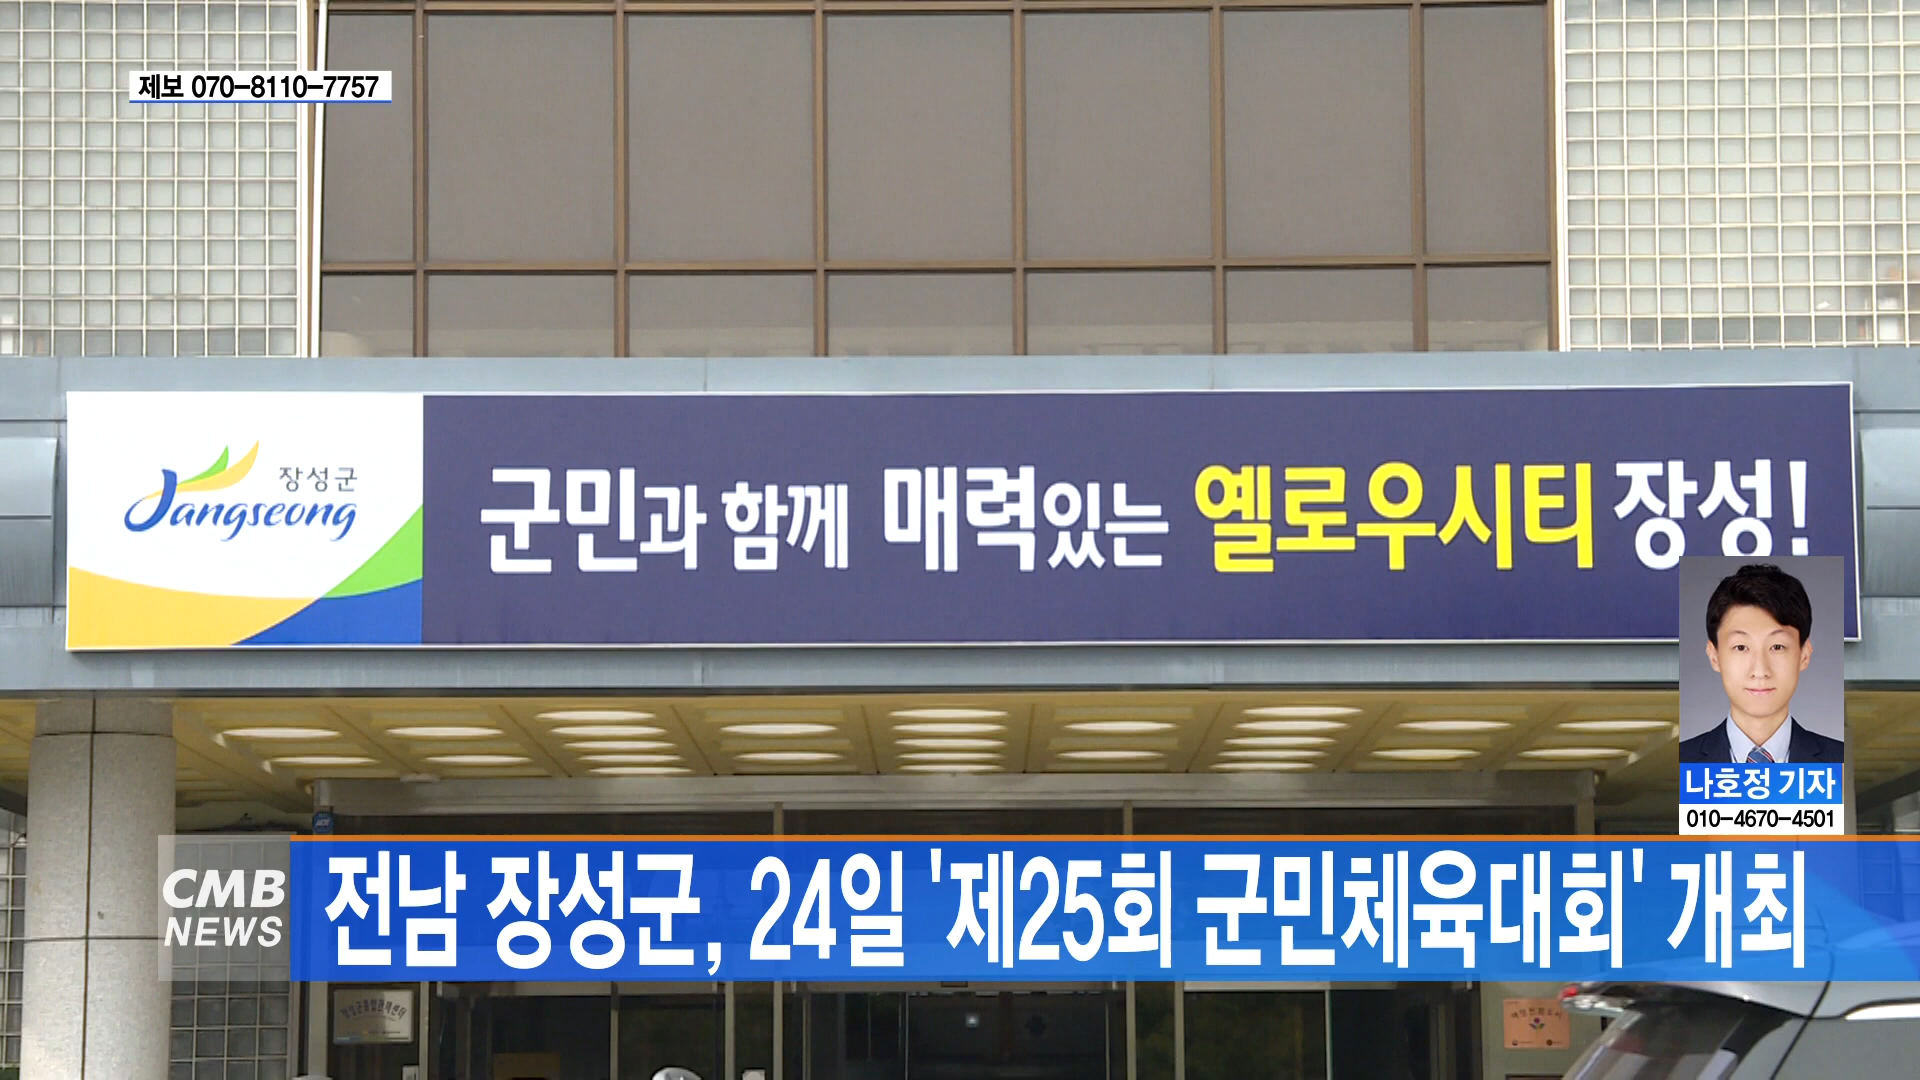 제보 070-8110-7757
장성군
Jangseong
군민과 함께 매력있는 옐로우시티 장성!
나호정 기자
010-4670-4501
CMB
NEWS
전남 장성군, 24일 '제25회 군민체육대회' 개최